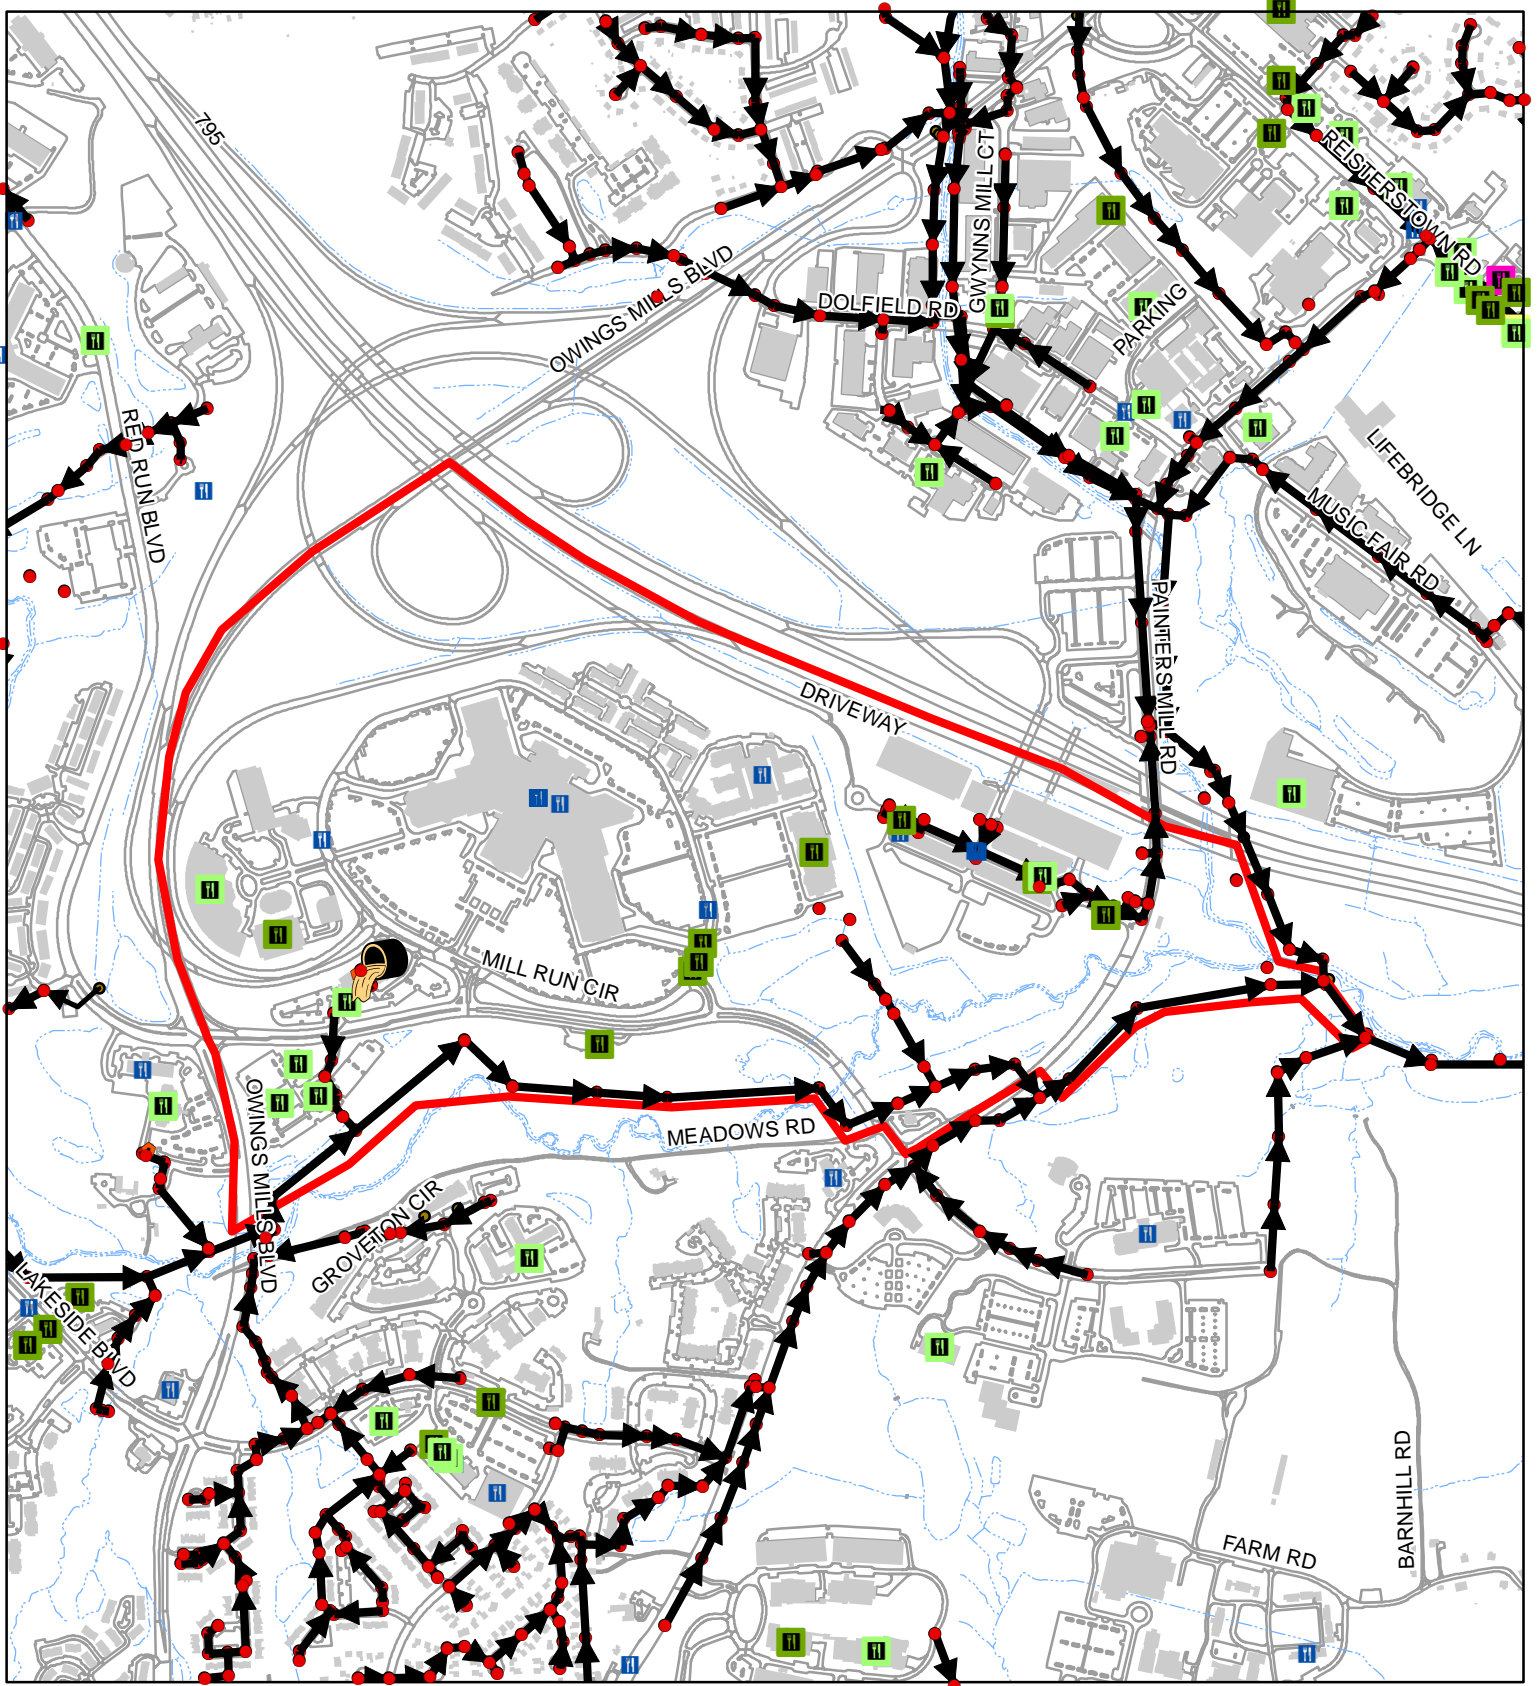 795
REISTERSTOWN RD
GWYNNS MILL CT
OWINGS MILLS BLVD
DOLFIELD RD
PARKING
RED RUN BLVD
LIFEBRIDGE LN
MUSIC FAIR RD
PAINTERS MILL RD
DRIVEWAY
MILL RUN CIR
OWINGS MILLS BLVD
MEADOWS RD
GROVETON CIR
LAKESIDE BLVD
BARNHILL RD
FARM RD